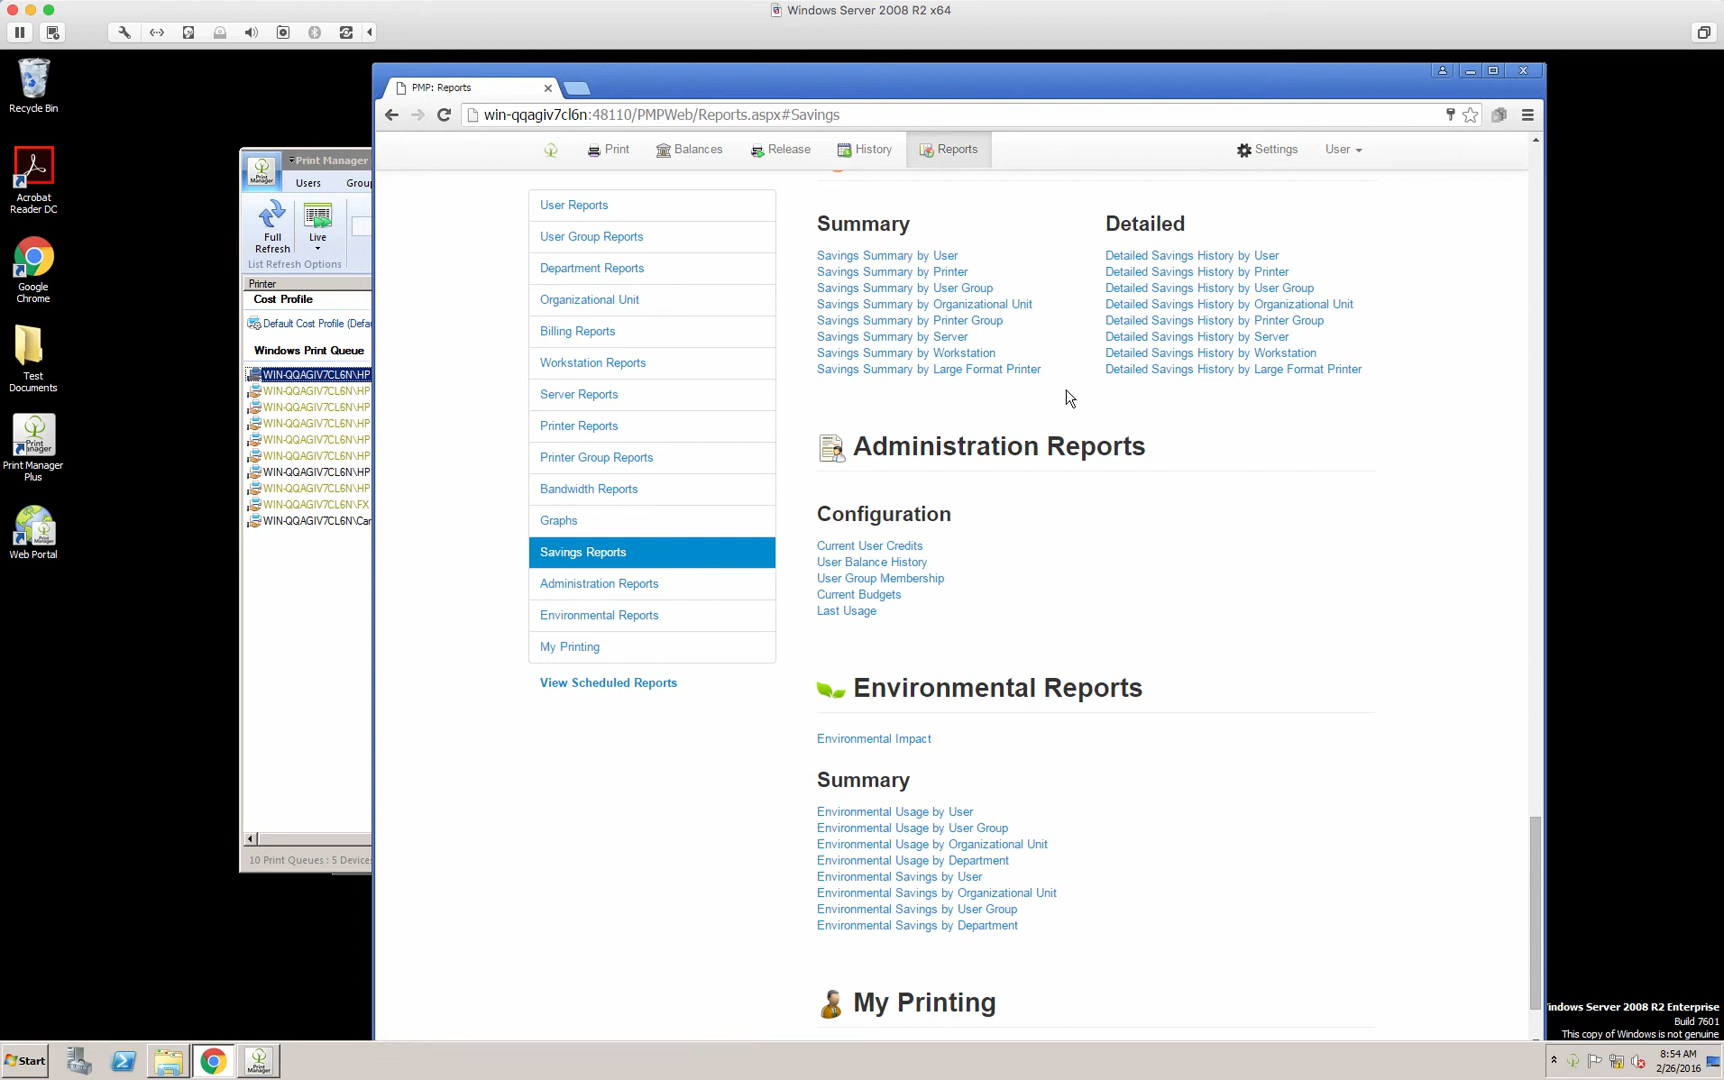 Windows Server 2008 R2 x64
Recycle Bin
Acrobat
Reader DC
Google
Chrome
Test
Documents
Print Manager
Plus
Web Portal
Print Manager
Users
Full
Refresh
Live
List Refresh Options
Printer
Cost Profile
Windows Print Queue
WIN-QQAGIV7CL6N\HP
WIN-QQAGIV7CL6N\HP
WIN-QQAGIV7CL6N\HP
WIN-QQAGIV7CL6N\HP
WIN-QQAGIV7CL6N\HP
WIN-QQAGIV7CL6N\HP
WIN-QQAGIV7CL6N\HP
WIN-QQAGIV7CL6N\HP
WIN-QQAGIV7CL6N\FX
WIN-QQAGIV7CL6N\Car
10 Print Queues : 5 Device
PMP: Reports
win-qqagiv7cl6n:48110/PMPWeb/Reports.aspx#Savings
Print Balances Release History Reports Settings User
User Reports
User Group Reports
Department Reports
Organizational Unit
Billing Reports
Workstation Reports
Server Reports
Printer Reports
Printer Group Reports
Bandwidth Reports
Graphs
Savings Reports
Administration Reports
Environmental Reports
My Printing
View Scheduled Reports
Summary
Savings Summary by User
Savings Summary by Printer
Savings Summary by User Group
Savings Summary by Organizational Unit
Savings Summary by Printer Group
Savings Summary by Server
Savings Summary by Workstation
Savings Summary by Large Format Printer
Detailed
Detailed Savings History by User
Detailed Savings History by Printer
Detailed Savings History by User Group
Detailed Savings History by Organizational Unit
Detailed Savings History by Printer Group
Detailed Savings History by Server
Detailed Savings History by Workstation
Detailed Savings History by Large Format Printer
Administration Reports
Configuration
Current User Credits
User Balance History
User Group Membership
Current Budgets
Last Usage
Environmental Reports
Environmental Impact
Summary
Environmental Usage by User
Environmental Usage by User Group
Environmental Usage by Organizational Unit
Environmental Usage by Department
Environmental Savings by User
Environmental Savings by Organizational Unit
Environmental Savings by User Group
Environmental Savings by Department
My Printing
indows Server 2008 R2 Enterprise
Build 7601
This copy of Windows is not genuine
Start
8:54 AM
2/26/2016